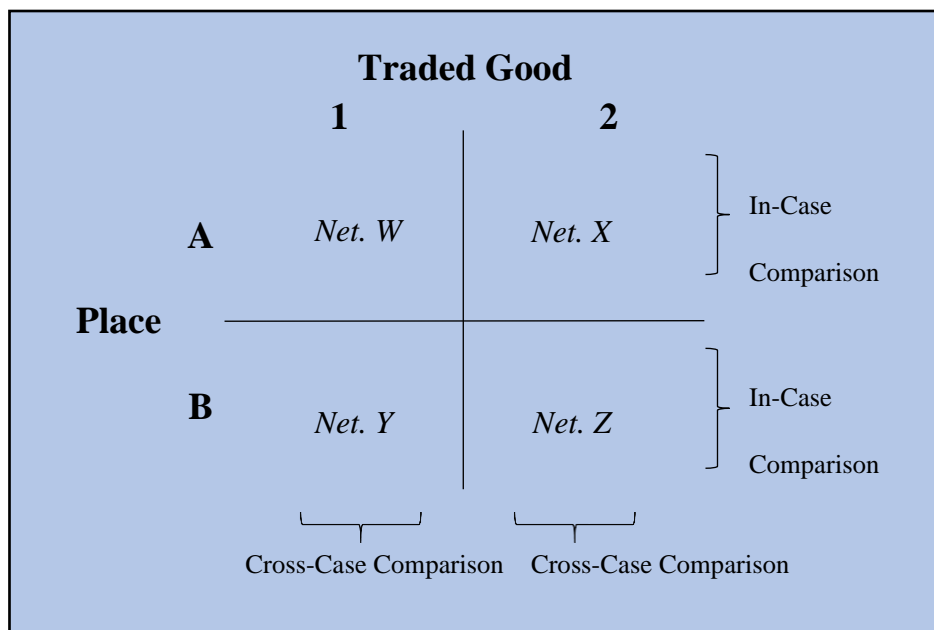 Traded Good
1 2
A Net. W Net. X In-Case
Comparison
Place
B Net. Y Net. Z In-Case
Comparison
Cross-Case Comparison Cross-Case Comparison